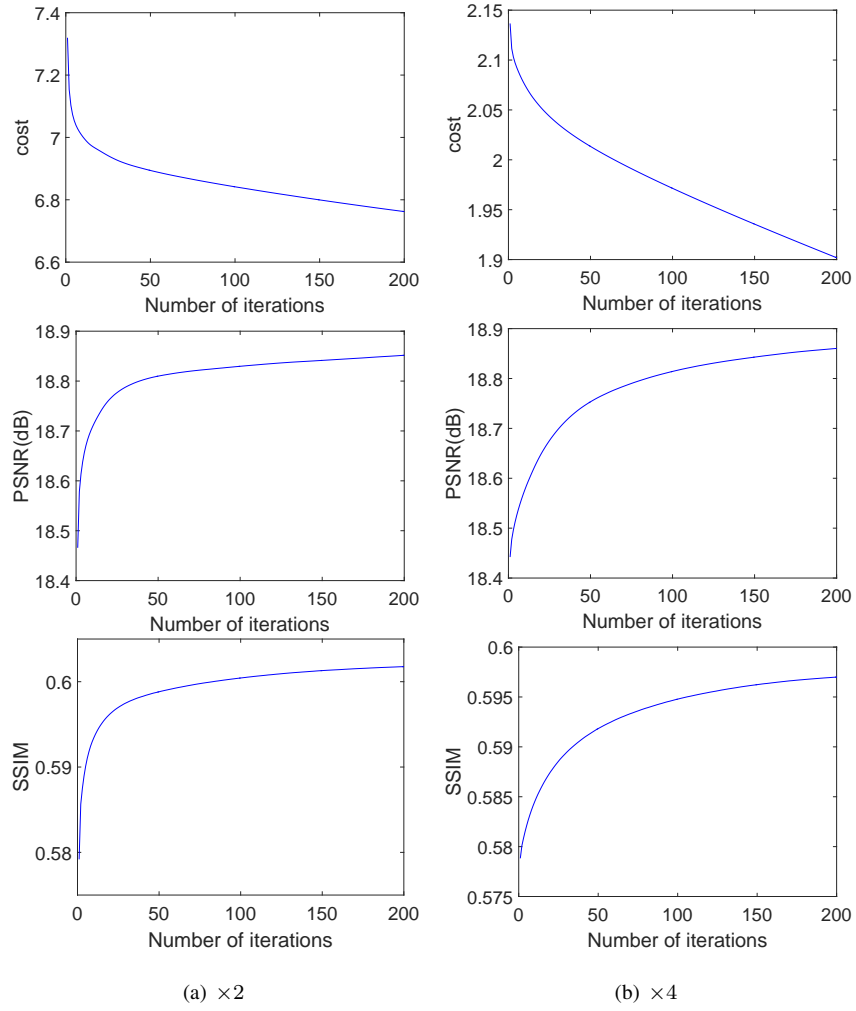 7.4
7.2
7
6.8
6.6
cost
0 50 100 150 200
Number of iterations
2.15
2.1
2.05
2
1.95
1.9
cost
0 50 100 150 200
Number of iterations
18.9
18.8
18.7
18.6
18.5
18.4
PSNR(dB)
0 50 100 150 200
Number of iterations
18.9
18.8
18.7
18.6
18.5
18.4
PSNR(dB)
0 50 100 150 200
Number of iterations
0.6
0.59
0.58
SSIM
0 50 100 150 200
Number of iterations
0.6
0.595
0.59
0.585
0.58
0.575
SSIM
0 50 100 150 200
Number of iterations
(a) ×2
(b) ×4